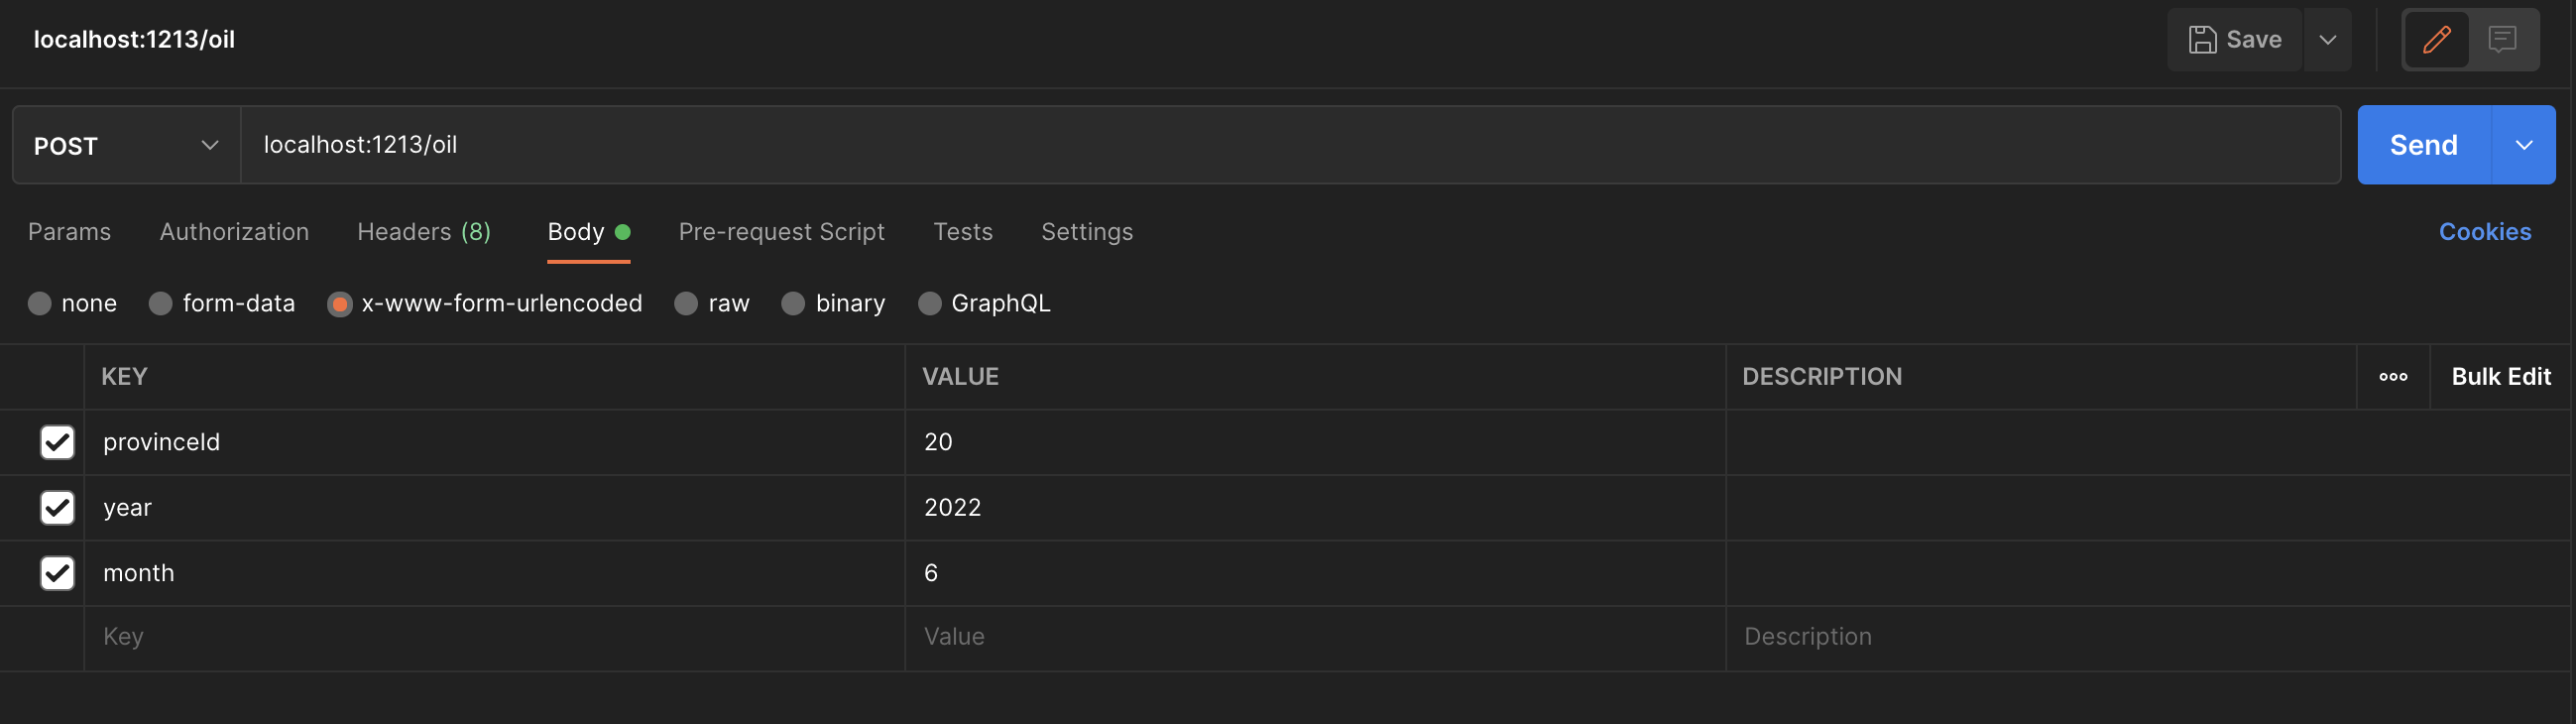 localhost:1213/oil
Save
POST
localhost:1213/oil
Send
Params Authorization Headers (8) Body Pre-request Script Tests Settings Cookies
none form-data x-www-form-urlencoded raw binary GraphQL
KEY VALUE DESCRIPTION Bulk Edit
provinceId 20
year 2022
month 6
Key Value Description